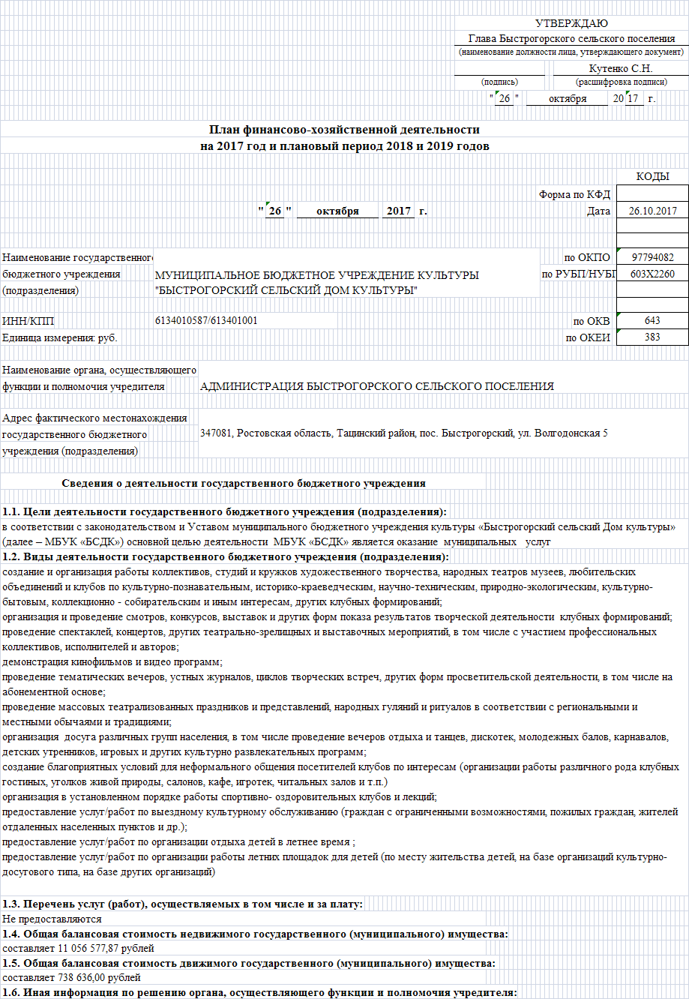 УТВЕРЖДАЮ
Глава Быстрогорского сельского поселения
(наименование должности лица, утверждающего документ)
Кутенко С.Н.
(подпись) (расшифровка подписи)
" 26 " октября 20 17 г.
План финансово-хозяйственной деятельности
на 2017 год и плановый период 2018 и 2019 годов
КОДЫ
Форма по КФД
" 26 " октября 2017 г. Дата 26.10.2017
Наименование государственного по ОКПО 97794082
бюджетного учреждения МУНИЦИПАЛЬНОЕ БЮДЖЕТНОЕ УЧРЕЖДЕНИЕ КУЛЬТУРЫ по РУБП/НУБП 603Х2260
(подразделения) "БЫСТРОГОРСКИЙ СЕЛЬСКИЙ ДОМ КУЛЬТУРЫ"
ИНН/КПП 6134010587/613401001 по ОКВ 643
Единица измерения: руб. по ОКЕИ 383
Наименование органа, осуществляющего
функции и полномочия учредителя АДМИНИСТРАЦИЯ БЫСТРОГОРСКОГО СЕЛЬСКОГО ПОСЕЛЕНИЯ
Адрес фактического местонахождения
государственного бюджетного 347081, Ростовская область, Тацинский район, пос. Быстрогорский, ул. Волгодонская 5
учреждения (подразделения)
Сведения о деятельности государственного бюджетного учреждения
1.1. Цели деятельности государственного бюджетного учреждения (подразделения):
в соответствии с законодательством и Уставом муниципального бюджетного учреждения культуры «Быстрогорский сельский Дом культуры»
(далее – МБУК «БСДК») основной целью деятельности МБУК «БСДК» является оказание муниципальных услуг
1.2. Виды деятельности государственного бюджетного учреждения (подразделения):
создание и организация работы коллективов, студий и кружков художественного творчества, народных театров музеев, любительских
объединений и клубов по культурно-познавательным, историко-краеведческим, научно-техническим, природно-экологическим, культурно-
бытовым, коллекционно - собирательским и иным интересам, других клубных формирований;
организация и проведение смотров, конкурсов, выставок и других форм показа результатов творческой деятельности клубных формирований;
проведение спектаклей, концертов, других театрально-зрелищных и выставочных мероприятий, в том числе с участием профессиональных
коллективов, исполнителей и авторов;
демонстрация кинофильмов и видео программ;
проведение тематических вечеров, устных журналов, циклов творческих встреч, других форм просветительской деятельности, в том числе на
абонементной основе;
проведение массовых театрализованных праздников и представлений, народных гуляний и ритуалов в соответствии с региональными и
местными обычаями и традициями;
организация досуга различных групп населения, в том числе проведение вечеров отдыха и танцев, дискотек, молодежных балов, карнавалов,
детских утренников, игровых и других культурно развлекательных программ;
создание благоприятных условий для неформального общения посетителей клубов по интересам (организации работы различного рода клубных
гостиных, уголков живой природы, салонов, кафе, игротек, читальных залов и т.п.)
организация в установленном порядке работы спортивно- оздоровительных клубов и лекций;
предоставление услуг/работ по выездному культурному обслуживанию (граждан с ограниченными возможностями, пожилых граждан, жителей
отдаленных населенных пунктов и др.);
предоставление услуг/работ по организации отдыха детей в летнее время ;
предоставление услуг/работ по организации работы летних площадок для детей (по месту жительства детей, на базе организаций культурно-
досугового типа, на базе других организаций)
1.3. Перечень услуг (работ), осуществляемых в том числе и за плату:
Не предоставляются
1.4. Общая балансовая стоимость недвижимого государственного (муниципального) имущества:
составляет 11 056 577,87 рублей
1.5. Общая балансовая стоимость движимого государственного (муниципального) имущества:
составляет 738 636,00 рублей
1.6. Иная информация по решению органа, осуществляющего функции и полномочия учредителя: